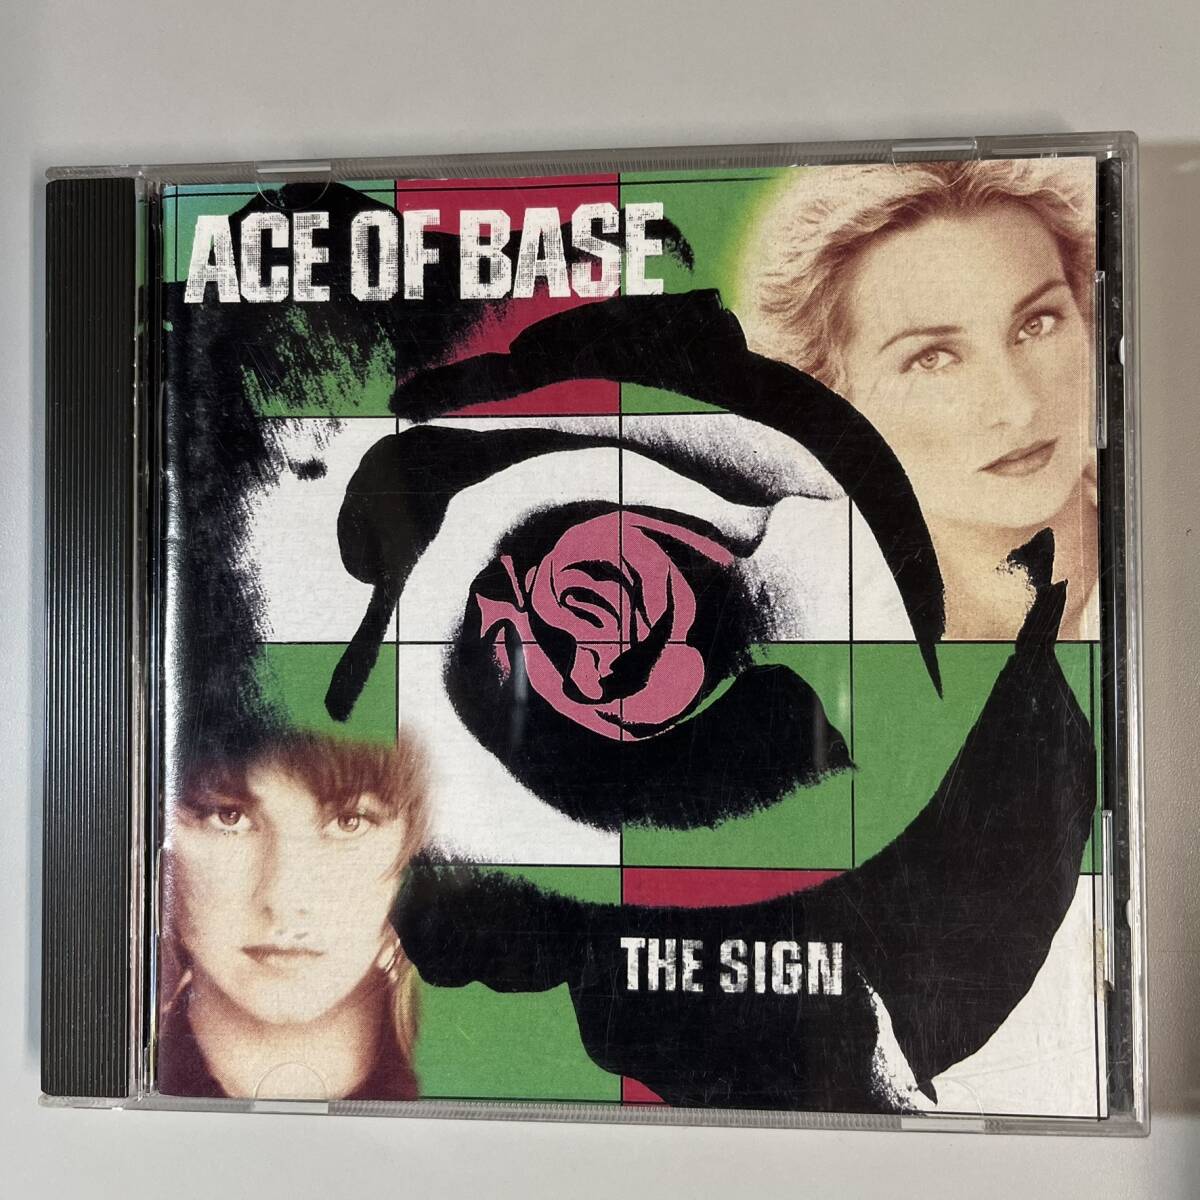 ACE OF BASE
THE SIGN